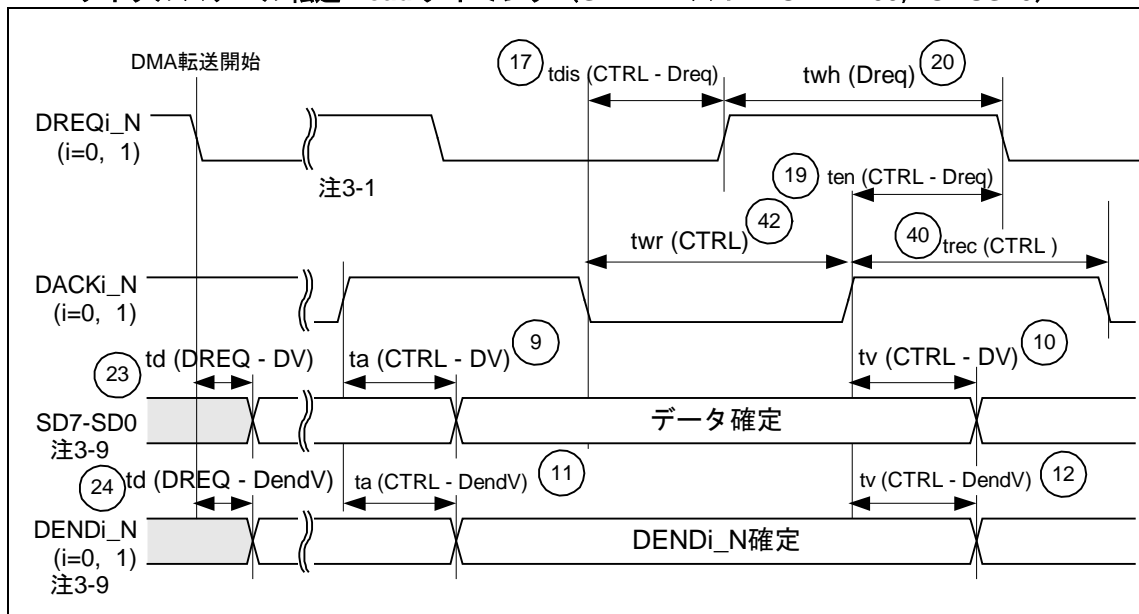 DMA転送開始
17 tdis (CTRL - Dreq)
twh (Dreq) 20
DREQi_N
(i=0, 1)
注3-1
19 ten (CTRL - Dreq)
twr (CTRL) 42
40 trec (CTRL )
DACKi_N
(i=0, 1)
23 td (DREQ - DV)
ta (CTRL - DV) 9
tv (CTRL - DV) 10
SD7-SD0
注3-9
データ確定
24 td (DREQ - DendV)
ta (CTRL - DendV) 11
tv (CTRL - DendV) 12
DENDi_N
(i=0, 1)
注3-9
DENDi_N確定